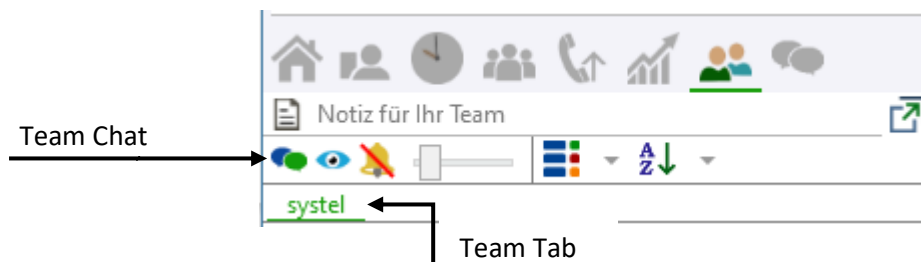 Notiz für Ihr Team
Team Chat
A
Z
systel
Team Tab